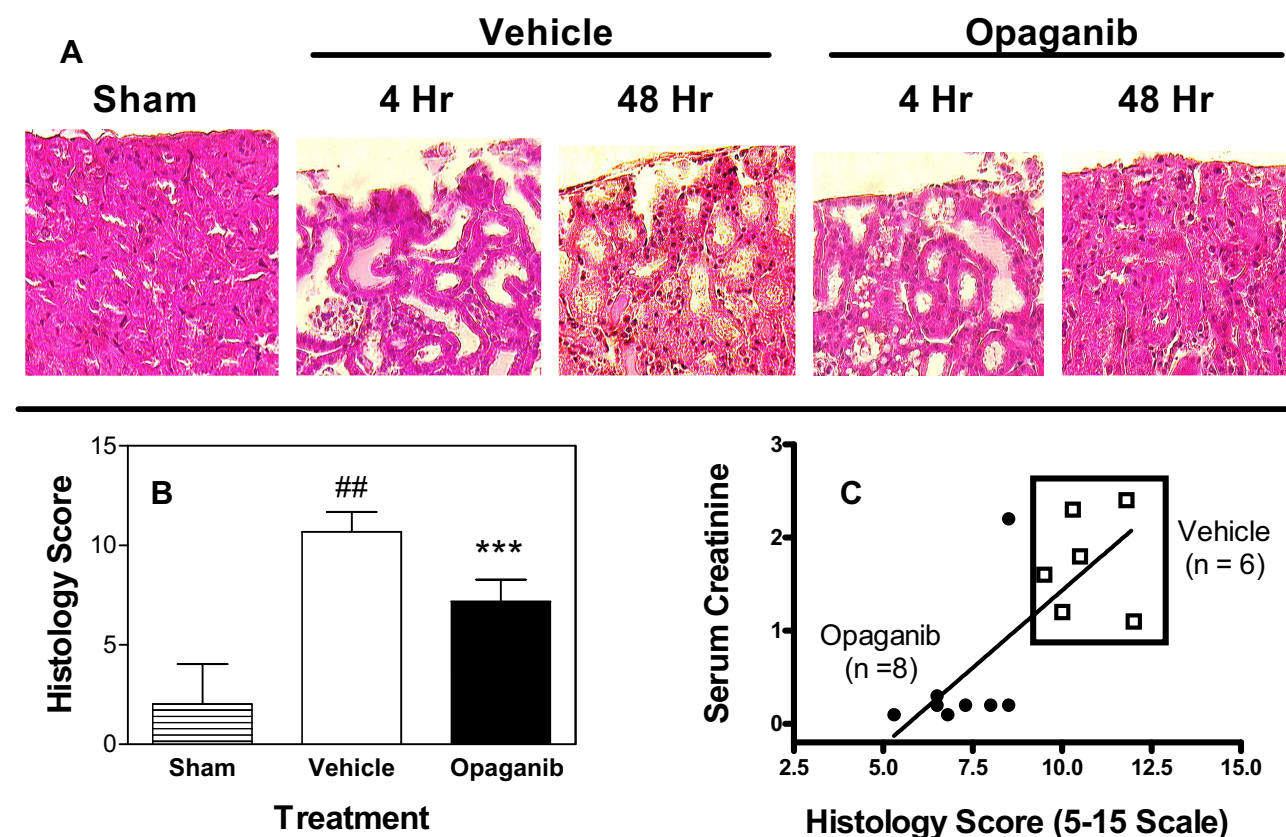 A
Vehicle
Opaganib
Sham
4 Hr
48 Hr
4 Hr
48 Hr
B
Histology Score
15
10
5
0
##
***
Sham
Vehicle
Opaganib
Treatment
C
Serum Creatinine
3
2
1
0
Vehicle
(n = 6)
Opaganib
(n =8)
2.5
5.0
7.5
10.0
12.5
15.0
Histology Score (5-15 Scale)